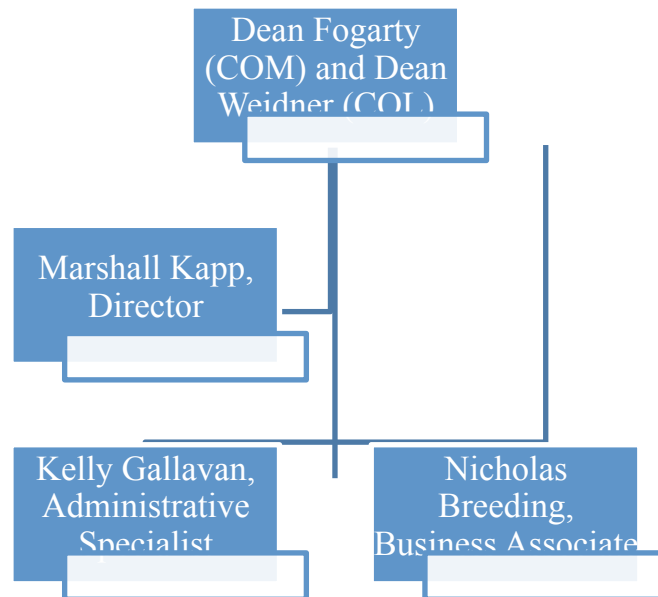 Dean Fogarty
(COM) and Dean
Weidner (COL)
Marshall Kapp,
Director
Kelly Gallavan,
Administrative
Specialist
Nicholas
Breeding,
Business Associate